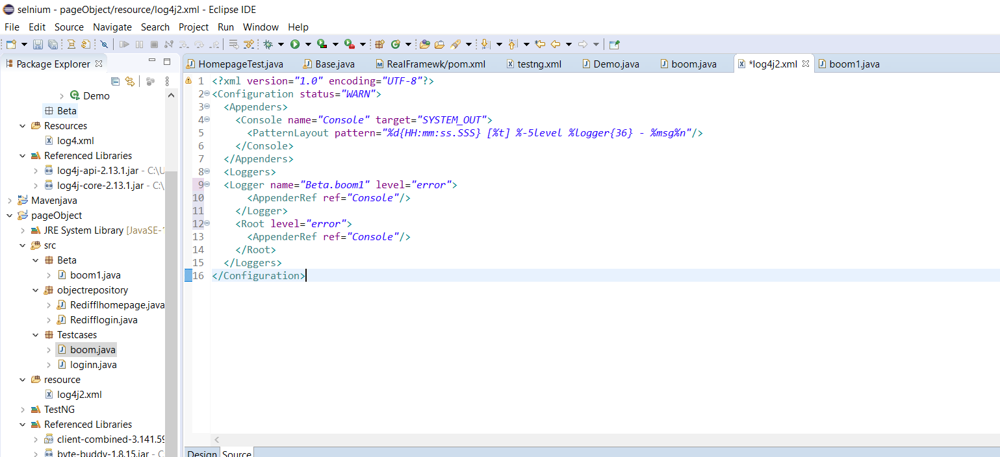 selnium - pageObject/resource/log4j2.xml - Eclipse IDE
File Edit Source Navigate Search Project Run Window Help
Package Explorer
HomepageTest.java Base.java RealFramewk/pom.xml testng.xml Demo.java boom.java *log4j2.xml boom1.java
Demo
Beta
Resources
log4.xml
Referenced Libraries
log4j-api-2.13.1.jar - C:\U
log4j-core-2.13.1.jar - C:\
Mavenjava
pageObject
JRE System Library [JavaSE-1
src
Beta
boom1.java
objectrepository
Redifflhomepage.java
Redifflogin.java
Testcases
boom.java
loginn.java
resource
log4j2.xml
TestNG
Referenced Libraries
client-combined-3.141.59
byte-buddy-1.8.15.jar - C
1 <?xml version="1.0" encoding="UTF-8"?>
2 <Configuration status="WARN">
3 <Appenders>
4 <Console name="Console" target="SYSTEM_OUT">
5 <PatternLayout pattern="%d{HH:mm:ss.SSS} [%t] %-5level %logger{36} - %msg%n"/>
6 </Console>
7 </Appenders>
8 <Loggers>
9 <Logger name="Beta.boom1" level="error">
10 <AppenderRef ref="Console"/>
11 </Logger>
12 <Root level="error">
13 <AppenderRef ref="Console"/>
14 </Root>
15 </Loggers>
16 </Configuration>
Design Source